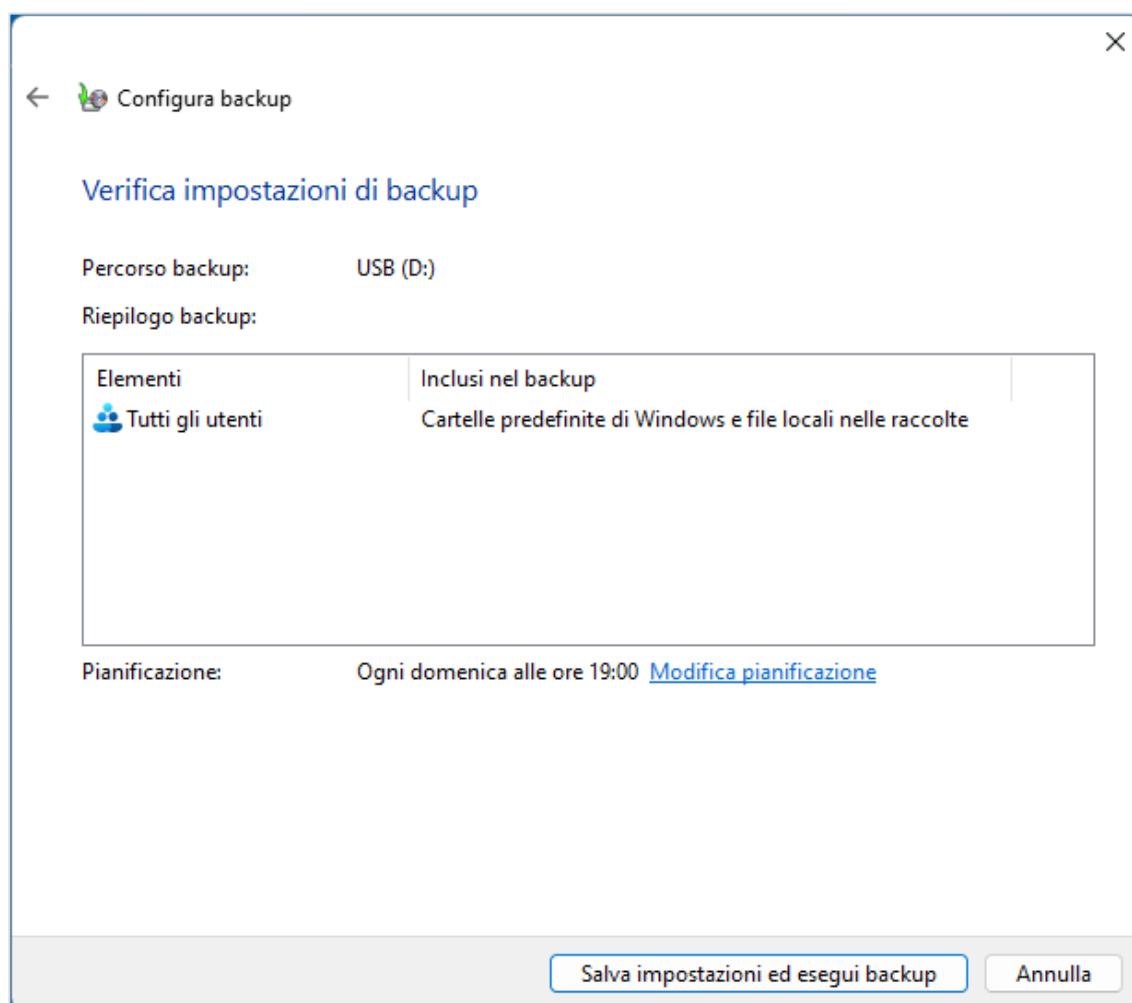 Configura backup
Verifica impostazioni di backup
Percorso backup: USB (D:)
Riepilogo backup:
Elementi Inclusi nel backup
Tutti gli utenti Cartelle predefinite di Windows e file locali nelle raccolte
Pianificazione: Ogni domenica alle ore 19:00 Modifica pianificazione
Salva impostazioni ed esegui backup Annulla